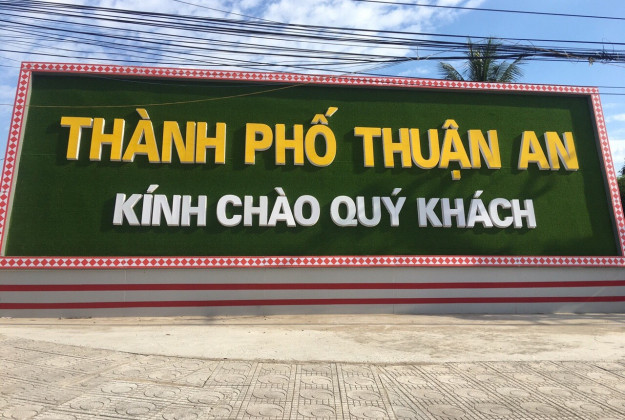 THÀNH PHỐ THUẬN AN
KÍNH CHÀO QUÝ KHÁCH